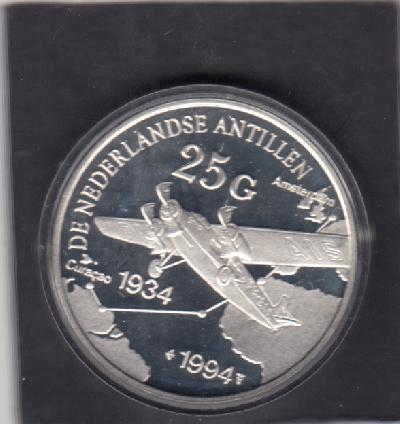 DE NEDERLANDSE ANTILLEN
25G
Amsterdam
Curaçao
1934
1994